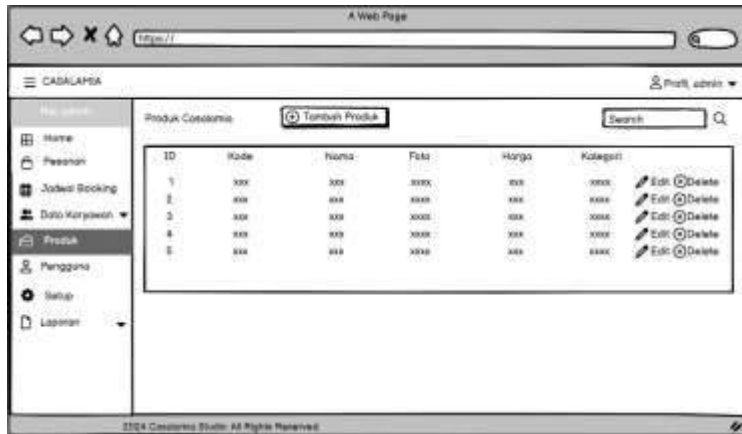 A Web Page
https://
CASALAMIA
Profil, admin
Produk Casalamia
Tambah Produk
Search
Home
Pesanan
Jadwal Booking
Data Karyawan
Produk
Pengguna
Setup
Laporan
ID Kode Nama Foto Harga Kategori
1 xxx xxx xxxx xxx xxxx Edit Delete
2 xxx xxx xxxx xxx xxxx Edit Delete
3 xxx xxx xxxx xxx xxxx Edit Delete
4 xxx xxx xxxx xxx xxxx Edit Delete
5 xxx xxx xxxx xxx xxxx Edit Delete
2024 Casalamia Studio. All Rights Reserved.